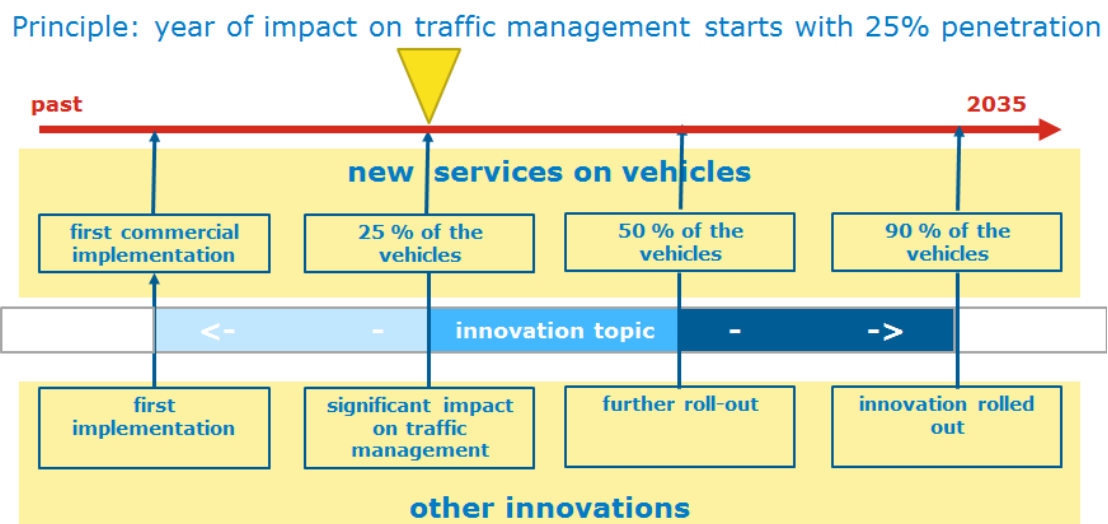 Principle: year of impact on traffic management starts with 25% penetration
past
2035
new services on vehicles
first commercial
implementation
25 % of the
vehicles
50 % of the
vehicles
90 % of the
vehicles
<- - innovation topic - ->
first
implementation
significant impact
on traffic
management
further roll-out
innovation rolled
out
other innovations